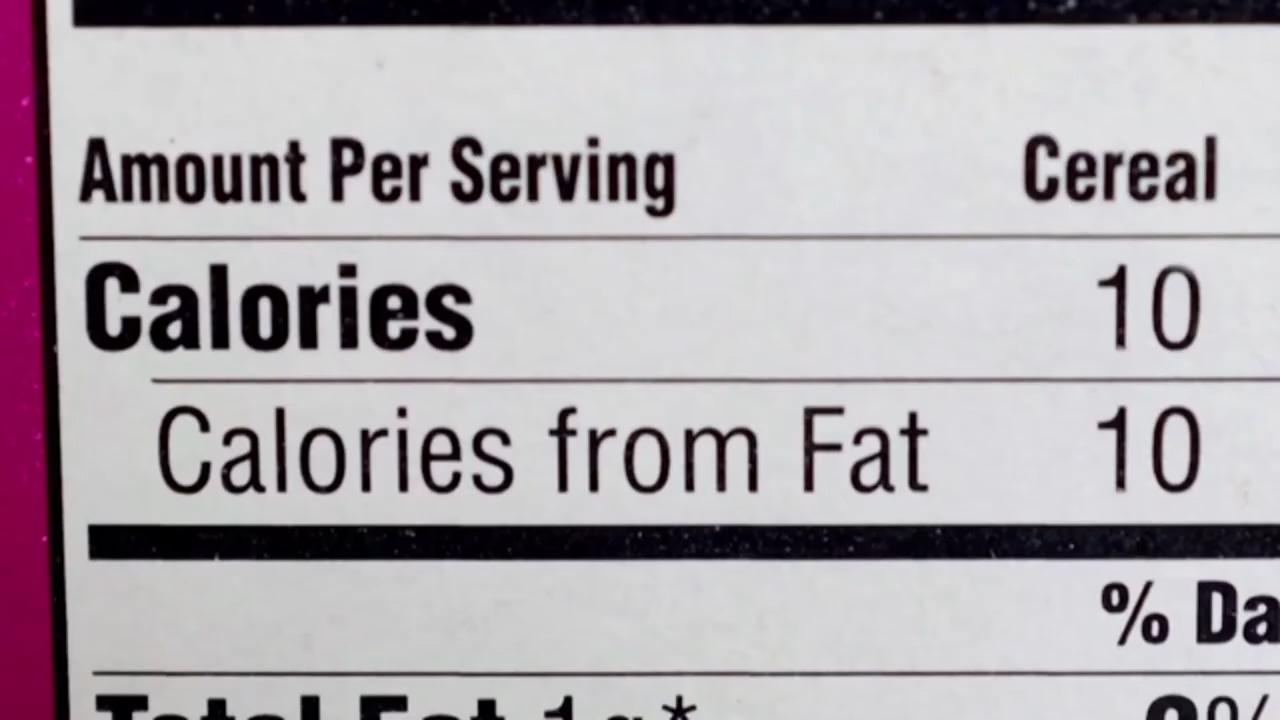 Amount Per Serving Cereal
Calories 10
Calories from Fat 10
% Da
Total Fat 1g*